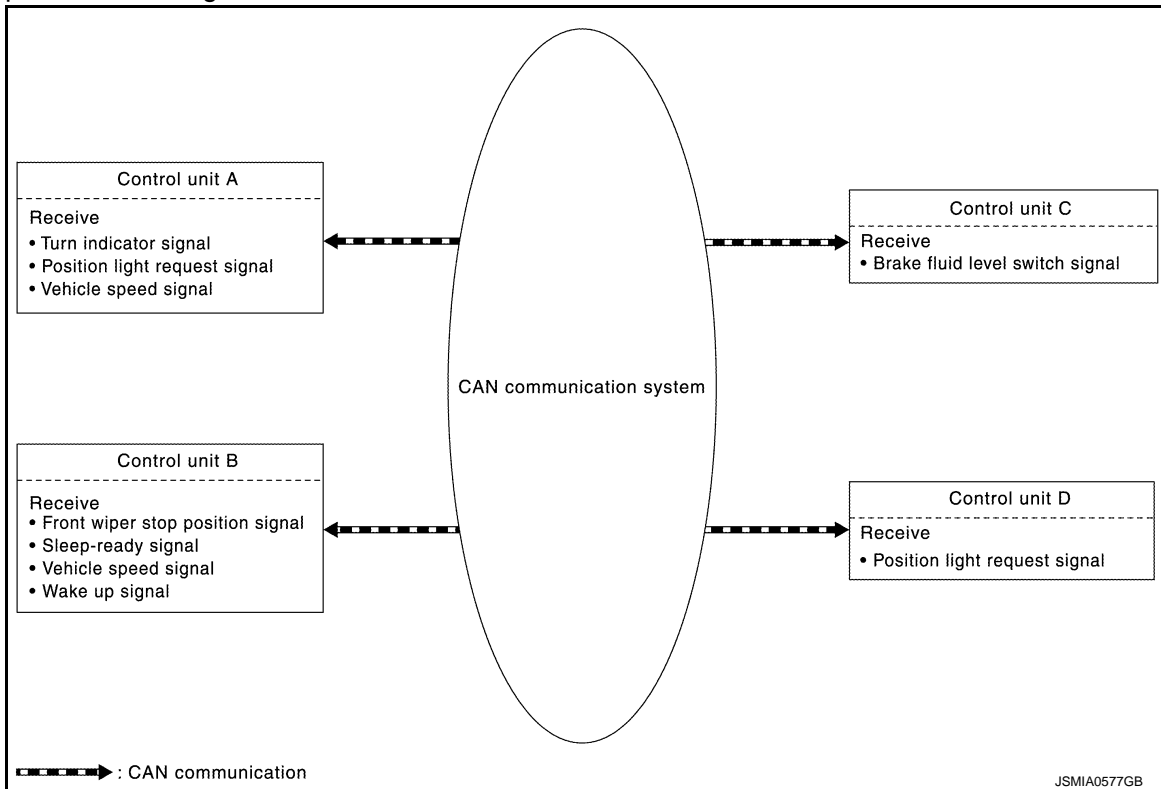 Control unit A
Receive
• Turn indicator signal
• Position light request signal
• Vehicle speed signal
Control unit B
Receive
• Front wiper stop position signal
• Sleep-ready signal
• Vehicle speed signal
• Wake up signal
CAN communication system
Control unit C
Receive
• Brake fluid level switch signal
Control unit D
Receive
• Position light request signal
: CAN communication
JSMIA0577GB